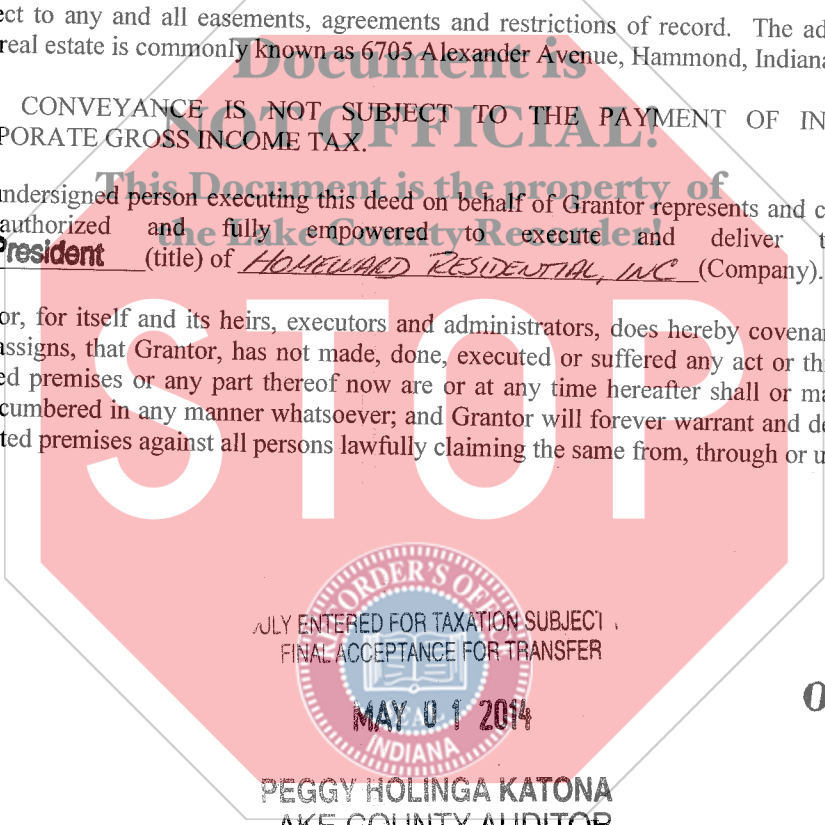 ect to any and all easements, agreements and restrictions of record. The ad
real estate is commonly known as 6705 Alexander Avenue, Hammond, Indiana
Document is
NOT OFFICIAL!
CONVEYANCE IS NOT SUBJECT TO THE PAYMENT OF IN
PORATE GROSS INCOME TAX.
This Document is the property of
the Lake County Recorder!
undersigned person executing this deed on behalf of Grantor represents and c
authorized and fully empowered to execute and deliver t
President (title) of HOMEWARD RESIDENTIAL, INC (Company).
or, for itself and its heirs, executors and administrators, does hereby covenan
assigns, that Grantor, has not made, done, executed or suffered any act or th
ed premises or any part thereof now are or at any time hereafter shall or ma
cumbered in any manner whatsoever; and Grantor will forever warrant and de
ted premises against all persons lawfully claiming the same from, through or u
STOP
RECORDER'S OFFICE
ULY ENTERED FOR TAXATION SUBJECT
FINAL ACCEPTANCE FOR TRANSFER
MAY 01 2014
SEAL
INDIANA
PEGGY HOLINGA KATONA
AKE COUNTY AUDITOR